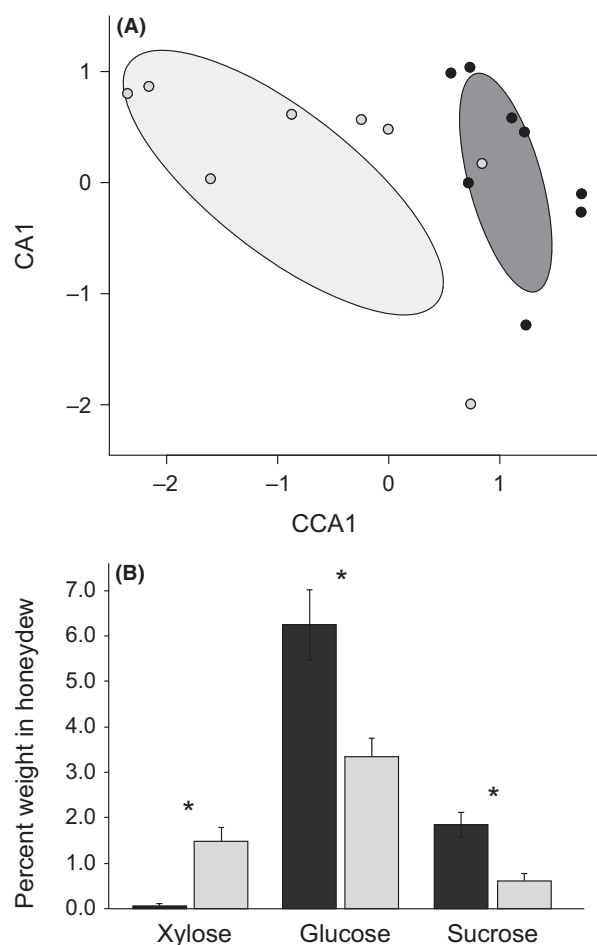 (A)
1
0
−1
−2
CA1
−2 −1 0 1
CCA1
(B)
7.0
6.0
5.0
4.0
3.0
2.0
1.0
0.0
Percent weight in honeydew
* * *
Xylose Glucose Sucrose